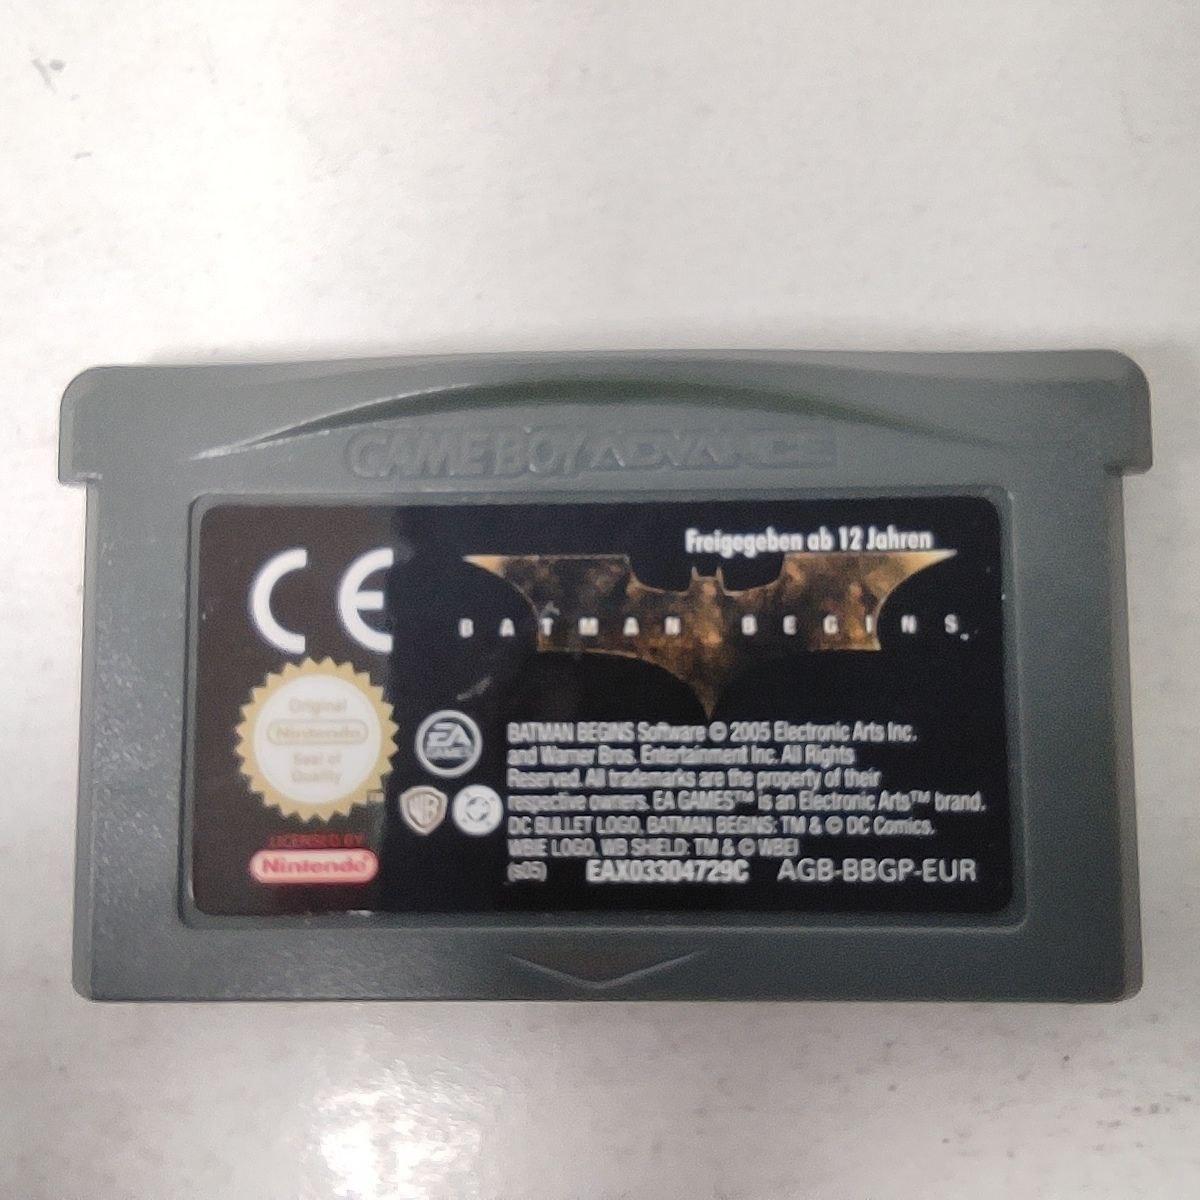 GAME BOY ADVANCE
CE
Freigegeben ab 12 Jahren
BATMAN BEGINS
Original
Nintendo
Seal of
Quality
EA
GAMES
BATMAN BEGINS Software © 2005 Electronic Arts Inc.
and Warner Bros. Entertainment Inc. All Rights
Reserved. All trademarks are the property of their
respective owners. EA GAMES™ is an Electronic Arts™ brand.
WB
DC BULLET LOGO, BATMAN BEGINS: TM & © DC Comics.
WBIE LOGO, WB SHIELD: TM & © WBEI
LICENSED BY
Nintendo
(s05) EAX03304729C AGB-BBGP-EUR